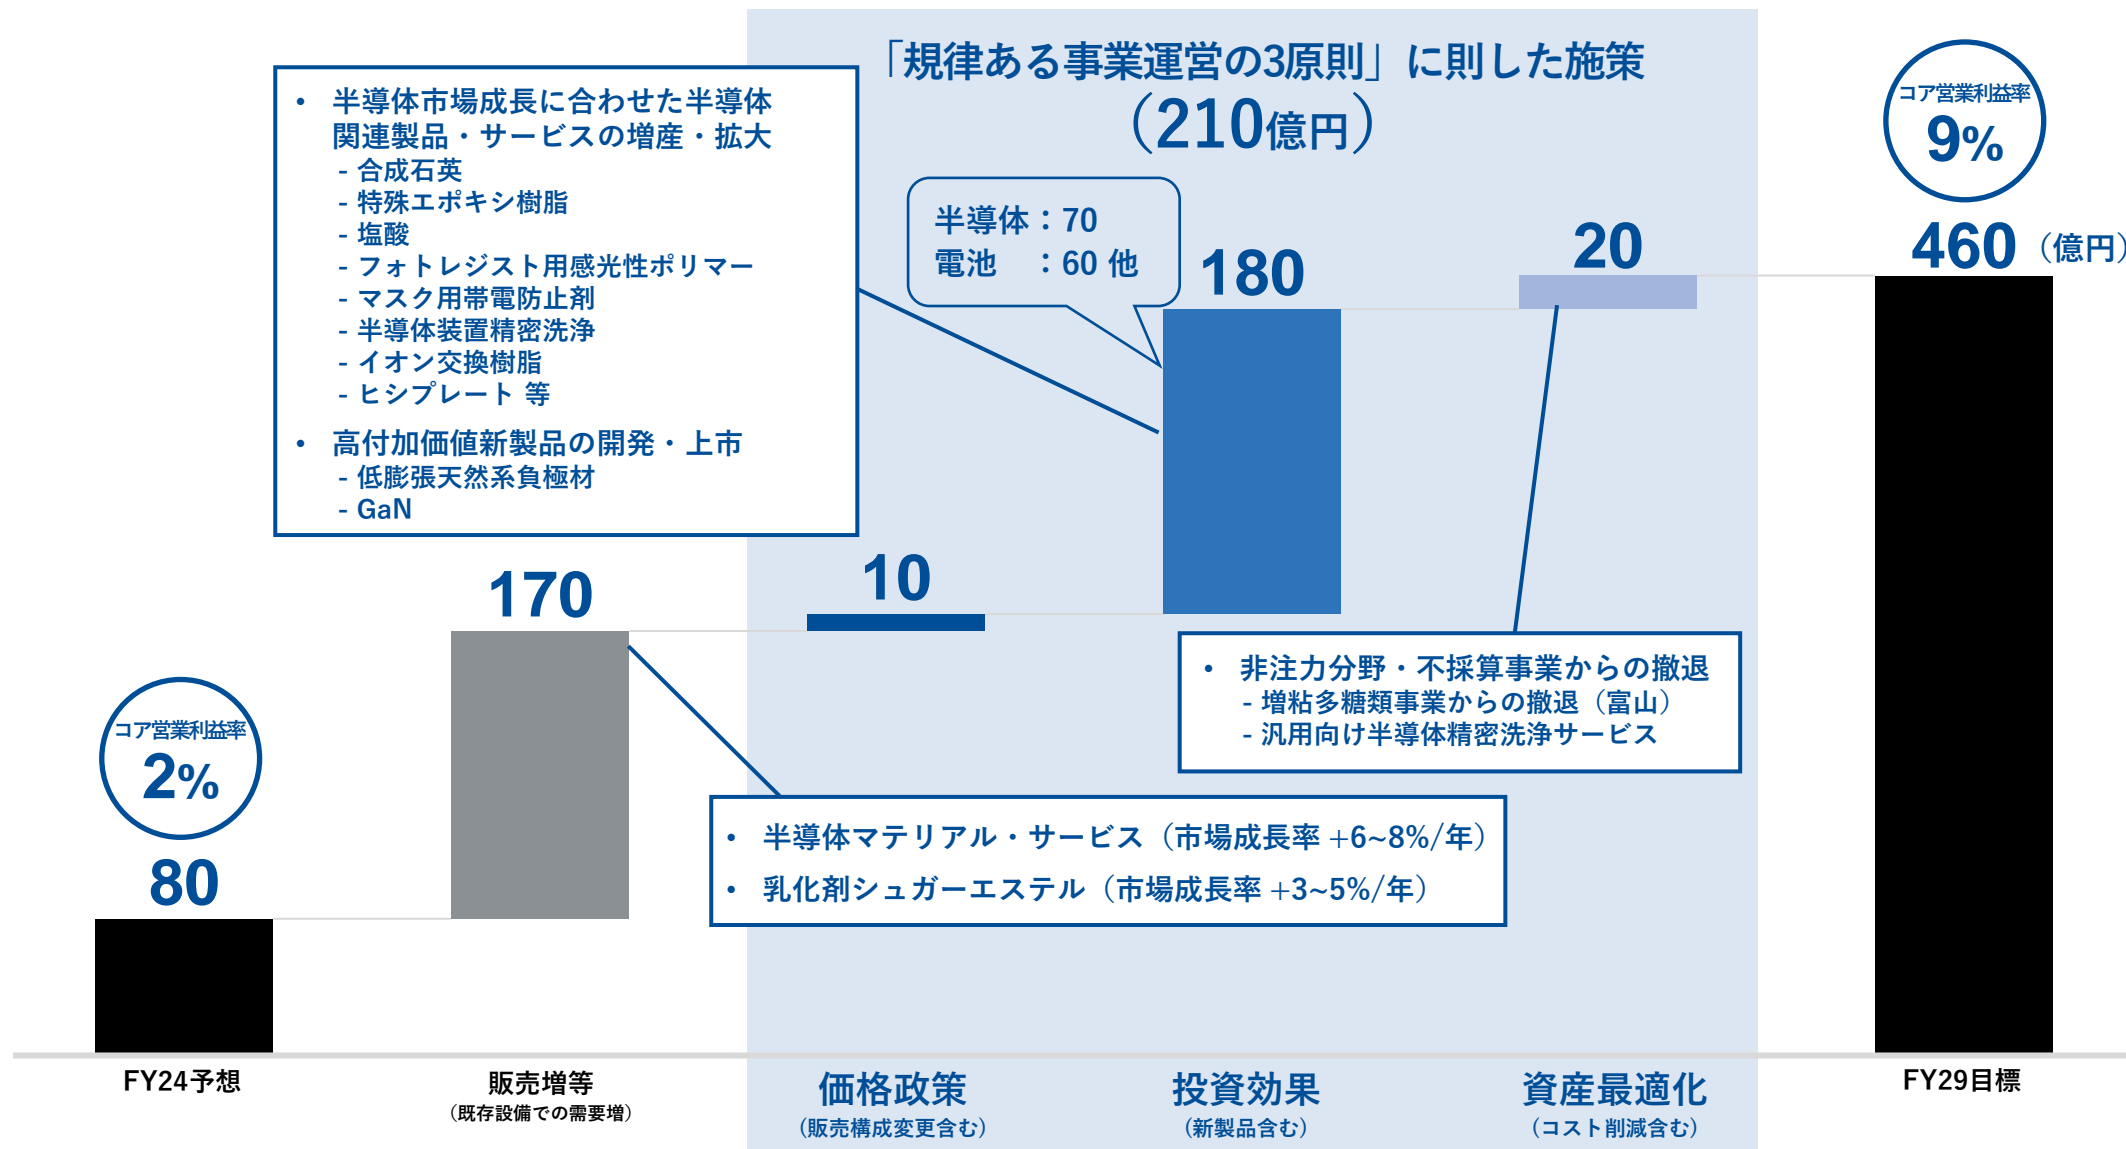 「規律ある事業運営の3原則」に則した施策
（210億円）
• 半導体市場成長に合わせた半導体
関連製品・サービスの増産・拡大
- 合成石英
- 特殊エポキシ樹脂
- 塩酸
- フォトレジスト用感光性ポリマー
- マスク用帯電防止剤
- 半導体装置精密洗浄
- イオン交換樹脂
- ヒシプレート 等
• 高付加価値新製品の開発・上市
- 低膨張天然系負極材
- GaN
半導体：70
電池　：60 他
コア営業利益率
9%
460（億円）
180
20
170
10
コア営業利益率
2%
80
• 非注力分野・不採算事業からの撤退
- 増粘多糖類事業からの撤退（富山）
- 汎用向け半導体精密洗浄サービス
• 半導体マテリアル・サービス（市場成長率 +6~8%/年）
• 乳化剤シュガーエステル（市場成長率 +3~5%/年）
FY24予想
販売増等
（既存設備での需要増）
価格政策
（販売構成変更含む）
投資効果
（新製品含む）
資産最適化
（コスト削減含む）
FY29目標